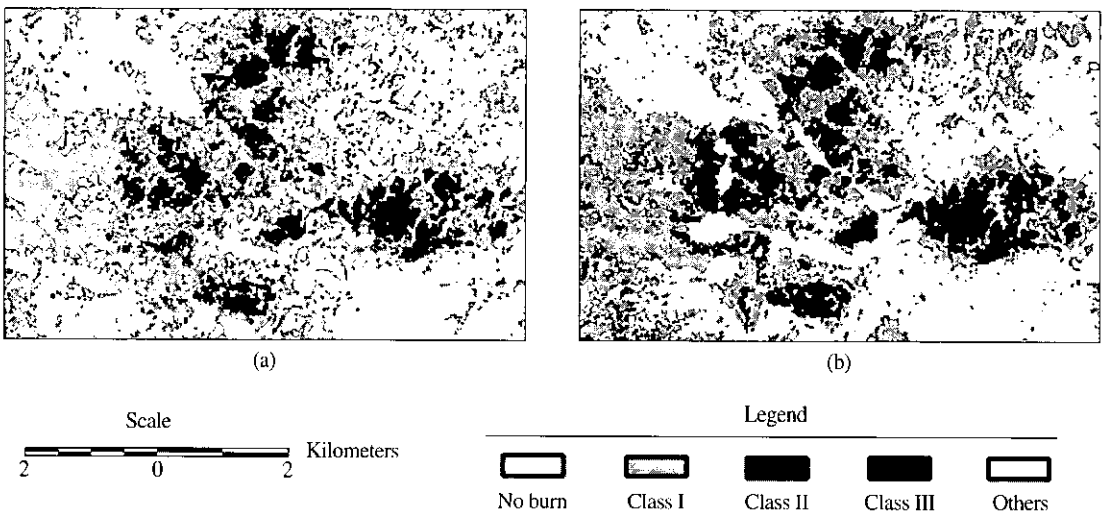 (a)
(b)
Scale
2 0 2 Kilometers
Legend
No burn Class I Class II Class III Others